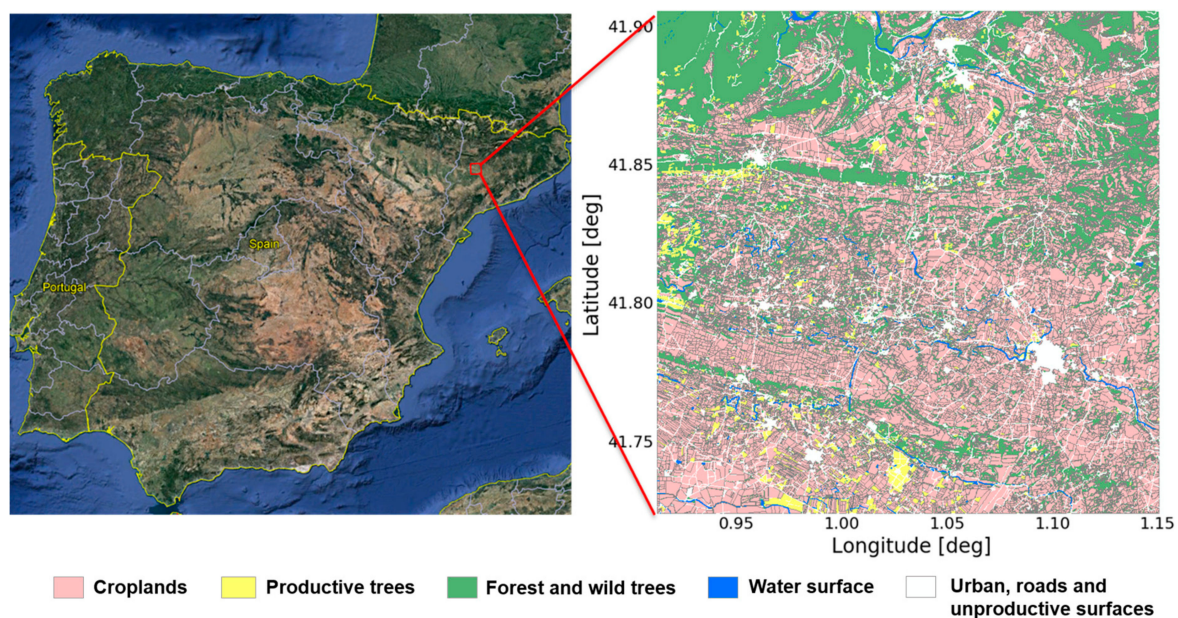 Portugal
Spain
Latitude [deg]
41.90
41.85
41.80
41.75
0.95 1.00 1.05 1.10 1.15
Longitude [deg]
Croplands
Productive trees
Forest and wild trees
Water surface
Urban, roads and
unproductive surfaces